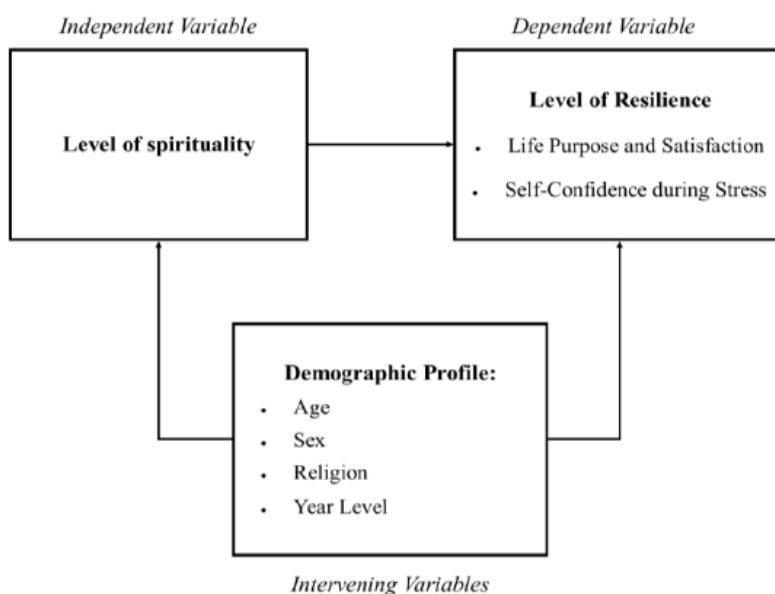 Independent Variable
Dependent Variable
Level of spirituality
Level of Resilience
• Life Purpose and Satisfaction
• Self-Confidence during Stress
Demographic Profile:
• Age
• Sex
• Religion
• Year Level
Intervening Variables